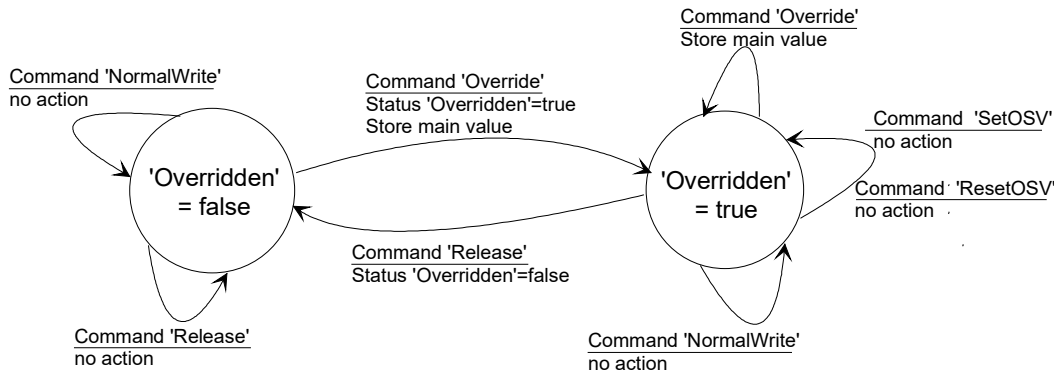 Command 'Override'
Store main value
Command 'NormalWrite'
no action
Command 'Override'
Status 'Overridden'=true
Store main value
Command 'SetOSV'
no action
'Overridden'
= false
'Overridden'
= true
Command 'ResetOSV'
no action
Command 'Release'
Status 'Overridden'=false
Command 'Release'
no action
Command 'NormalWrite'
no action